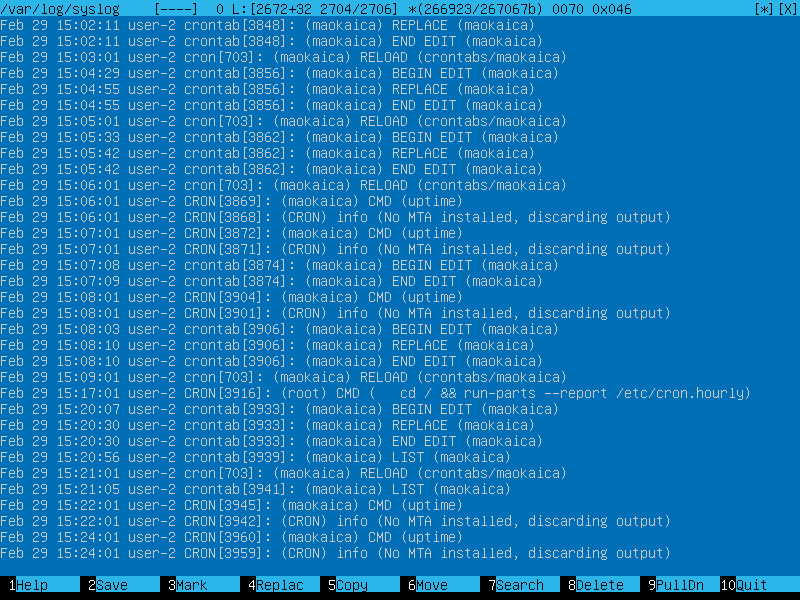 /var/log/syslog [----] 0 L:[2672+32 2704/2706] *(266923/267067b) 0070 0x046 [*][X]
Feb 29 15:02:11 user-2 crontab[3848]: (maokaica) REPLACE (maokaica)
Feb 29 15:02:11 user-2 crontab[3848]: (maokaica) END EDIT (maokaica)
Feb 29 15:03:01 user-2 cron[703]: (maokaica) RELOAD (crontabs/maokaica)
Feb 29 15:04:29 user-2 crontab[3856]: (maokaica) BEGIN EDIT (maokaica)
Feb 29 15:04:55 user-2 crontab[3856]: (maokaica) REPLACE (maokaica)
Feb 29 15:04:55 user-2 crontab[3856]: (maokaica) END EDIT (maokaica)
Feb 29 15:05:01 user-2 cron[703]: (maokaica) RELOAD (crontabs/maokaica)
Feb 29 15:05:33 user-2 crontab[3862]: (maokaica) BEGIN EDIT (maokaica)
Feb 29 15:05:42 user-2 crontab[3862]: (maokaica) REPLACE (maokaica)
Feb 29 15:05:42 user-2 crontab[3862]: (maokaica) END EDIT (maokaica)
Feb 29 15:06:01 user-2 cron[703]: (maokaica) RELOAD (crontabs/maokaica)
Feb 29 15:06:01 user-2 CRON[3869]: (maokaica) CMD (uptime)
Feb 29 15:06:01 user-2 CRON[3868]: (CRON) info (No MTA installed, discarding output)
Feb 29 15:07:01 user-2 CRON[3872]: (maokaica) CMD (uptime)
Feb 29 15:07:01 user-2 CRON[3871]: (CRON) info (No MTA installed, discarding output)
Feb 29 15:07:08 user-2 crontab[3874]: (maokaica) BEGIN EDIT (maokaica)
Feb 29 15:07:09 user-2 crontab[3874]: (maokaica) END EDIT (maokaica)
Feb 29 15:08:01 user-2 CRON[3904]: (maokaica) CMD (uptime)
Feb 29 15:08:01 user-2 CRON[3901]: (CRON) info (No MTA installed, discarding output)
Feb 29 15:08:03 user-2 crontab[3906]: (maokaica) BEGIN EDIT (maokaica)
Feb 29 15:08:10 user-2 crontab[3906]: (maokaica) REPLACE (maokaica)
Feb 29 15:08:10 user-2 crontab[3906]: (maokaica) END EDIT (maokaica)
Feb 29 15:09:01 user-2 cron[703]: (maokaica) RELOAD (crontabs/maokaica)
Feb 29 15:17:01 user-2 CRON[3916]: (root) CMD (   cd / && run-parts --report /etc/cron.hourly)
Feb 29 15:20:07 user-2 crontab[3933]: (maokaica) BEGIN EDIT (maokaica)
Feb 29 15:20:30 user-2 crontab[3933]: (maokaica) REPLACE (maokaica)
Feb 29 15:20:30 user-2 crontab[3933]: (maokaica) END EDIT (maokaica)
Feb 29 15:20:56 user-2 crontab[3939]: (maokaica) LIST (maokaica)
Feb 29 15:21:01 user-2 cron[703]: (maokaica) RELOAD (crontabs/maokaica)
Feb 29 15:21:05 user-2 crontab[3941]: (maokaica) LIST (maokaica)
Feb 29 15:22:01 user-2 CRON[3945]: (maokaica) CMD (uptime)
Feb 29 15:22:01 user-2 CRON[3942]: (CRON) info (No MTA installed, discarding output)
Feb 29 15:24:01 user-2 CRON[3960]: (maokaica) CMD (uptime)
Feb 29 15:24:01 user-2 CRON[3959]: (CRON) info (No MTA installed, discarding output)
1Help 2Save 3Mark 4Replac 5Copy 6Move 7Search 8Delete 9PullDn 10Quit